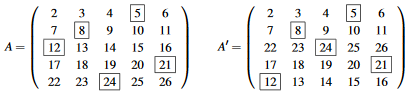 A = ( 2 3 4 5 6 A′ = ( 2 3 4 5 6
7 8 9 10 11 7 8 9 10 11
12 13 14 15 16 22 23 24 25 26
17 18 19 20 21 17 18 19 20 21
22 23 24 25 26 ) 12 13 14 15 16 )